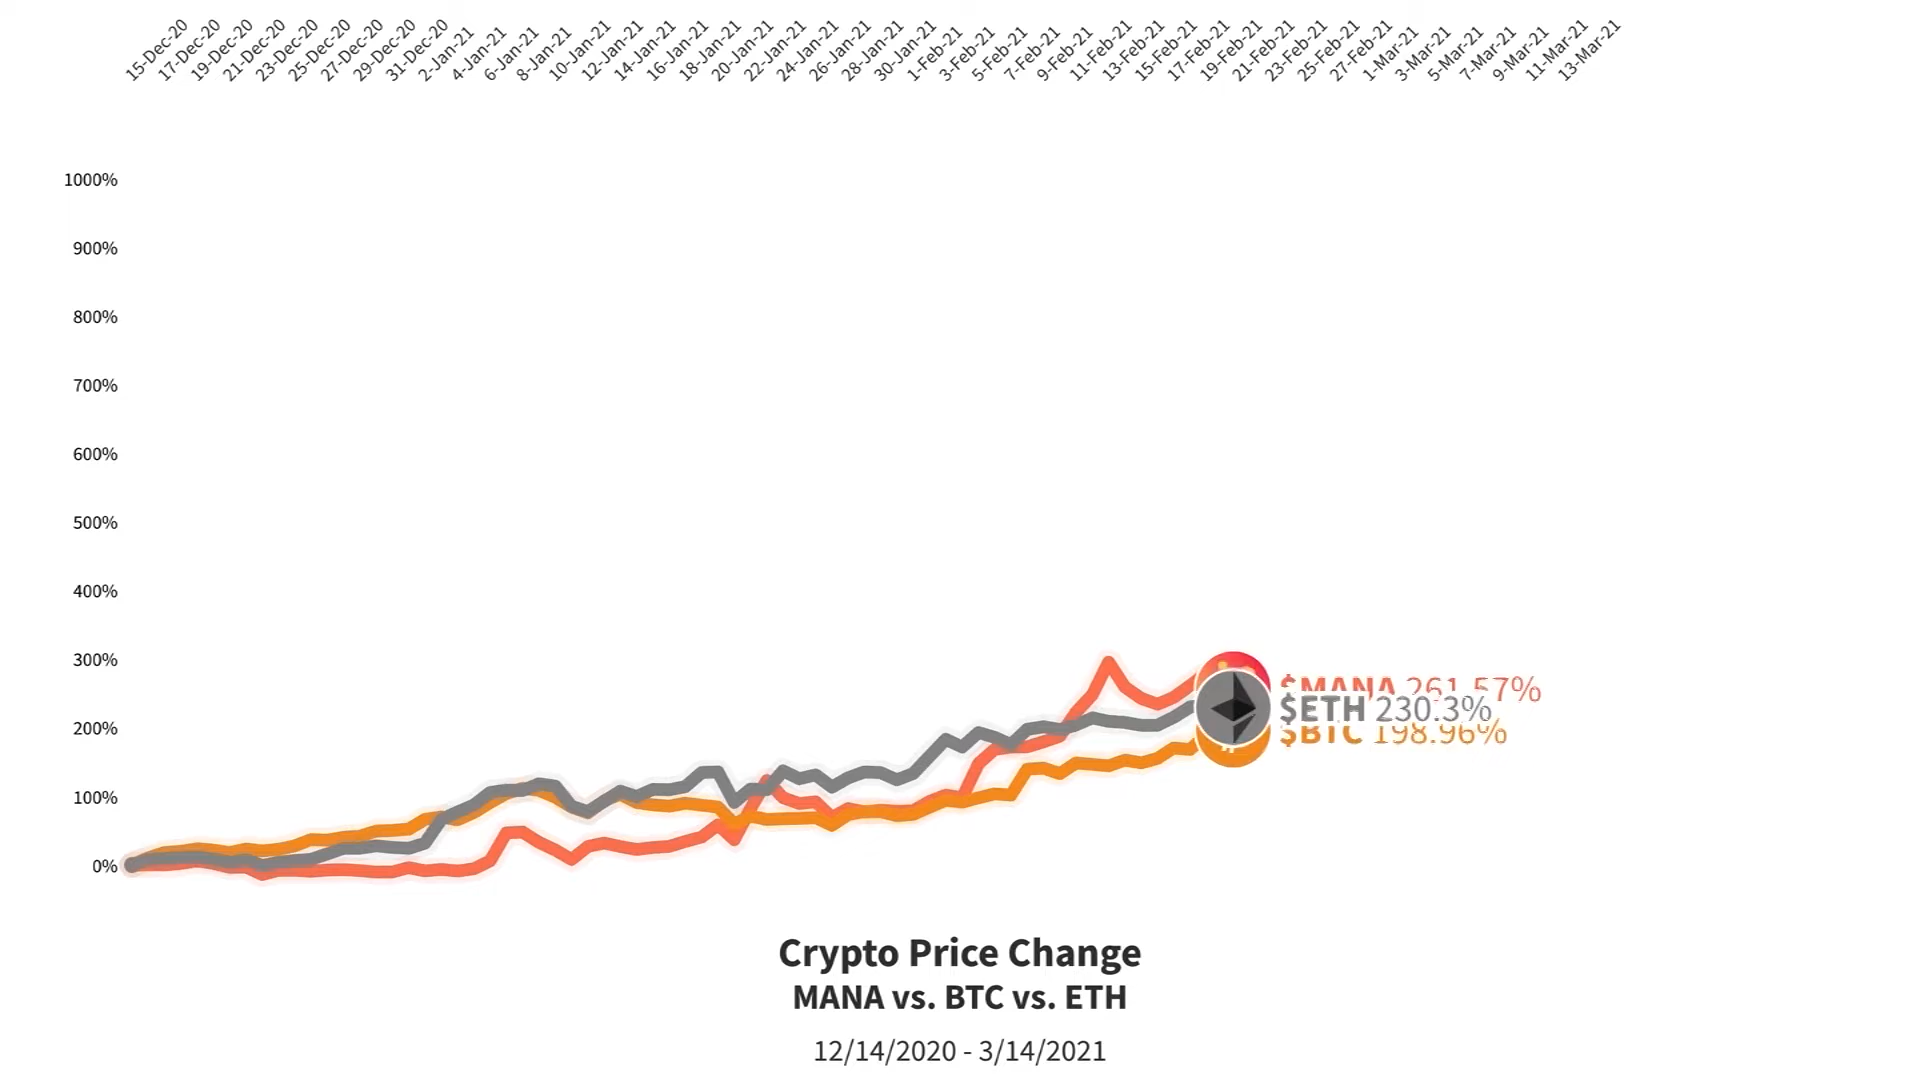 15-Dec-20
17-Dec-20
19-Dec-20
21-Dec-20
23-Dec-20
25-Dec-20
27-Dec-20
29-Dec-20
31-Dec-20
2-Jan-21
4-Jan-21
6-Jan-21
8-Jan-21
10-Jan-21
12-Jan-21
14-Jan-21
16-Jan-21
18-Jan-21
20-Jan-21
22-Jan-21
24-Jan-21
26-Jan-21
28-Jan-21
30-Jan-21
1-Feb-21
3-Feb-21
5-Feb-21
7-Feb-21
9-Feb-21
11-Feb-21
13-Feb-21
15-Feb-21
17-Feb-21
19-Feb-21
21-Feb-21
23-Feb-21
25-Feb-21
27-Feb-21
1-Mar-21
3-Mar-21
5-Mar-21
7-Mar-21
9-Mar-21
11-Mar-21
13-Mar-21
1000%
900%
800%
700%
600%
500%
400%
300%
200%
100%
0%
$MANA 261.57%
$ETH 230.3%
$BTC 198.96%
Crypto Price Change
MANA vs. BTC vs. ETH
12/14/2020 - 3/14/2021